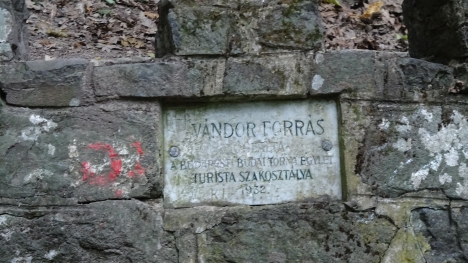 VÁNDOR FORRÁS
A BUDAPESTI BUDAI TORNA EGYLET
TURISTA SZAKOSZTÁLYA
1932.